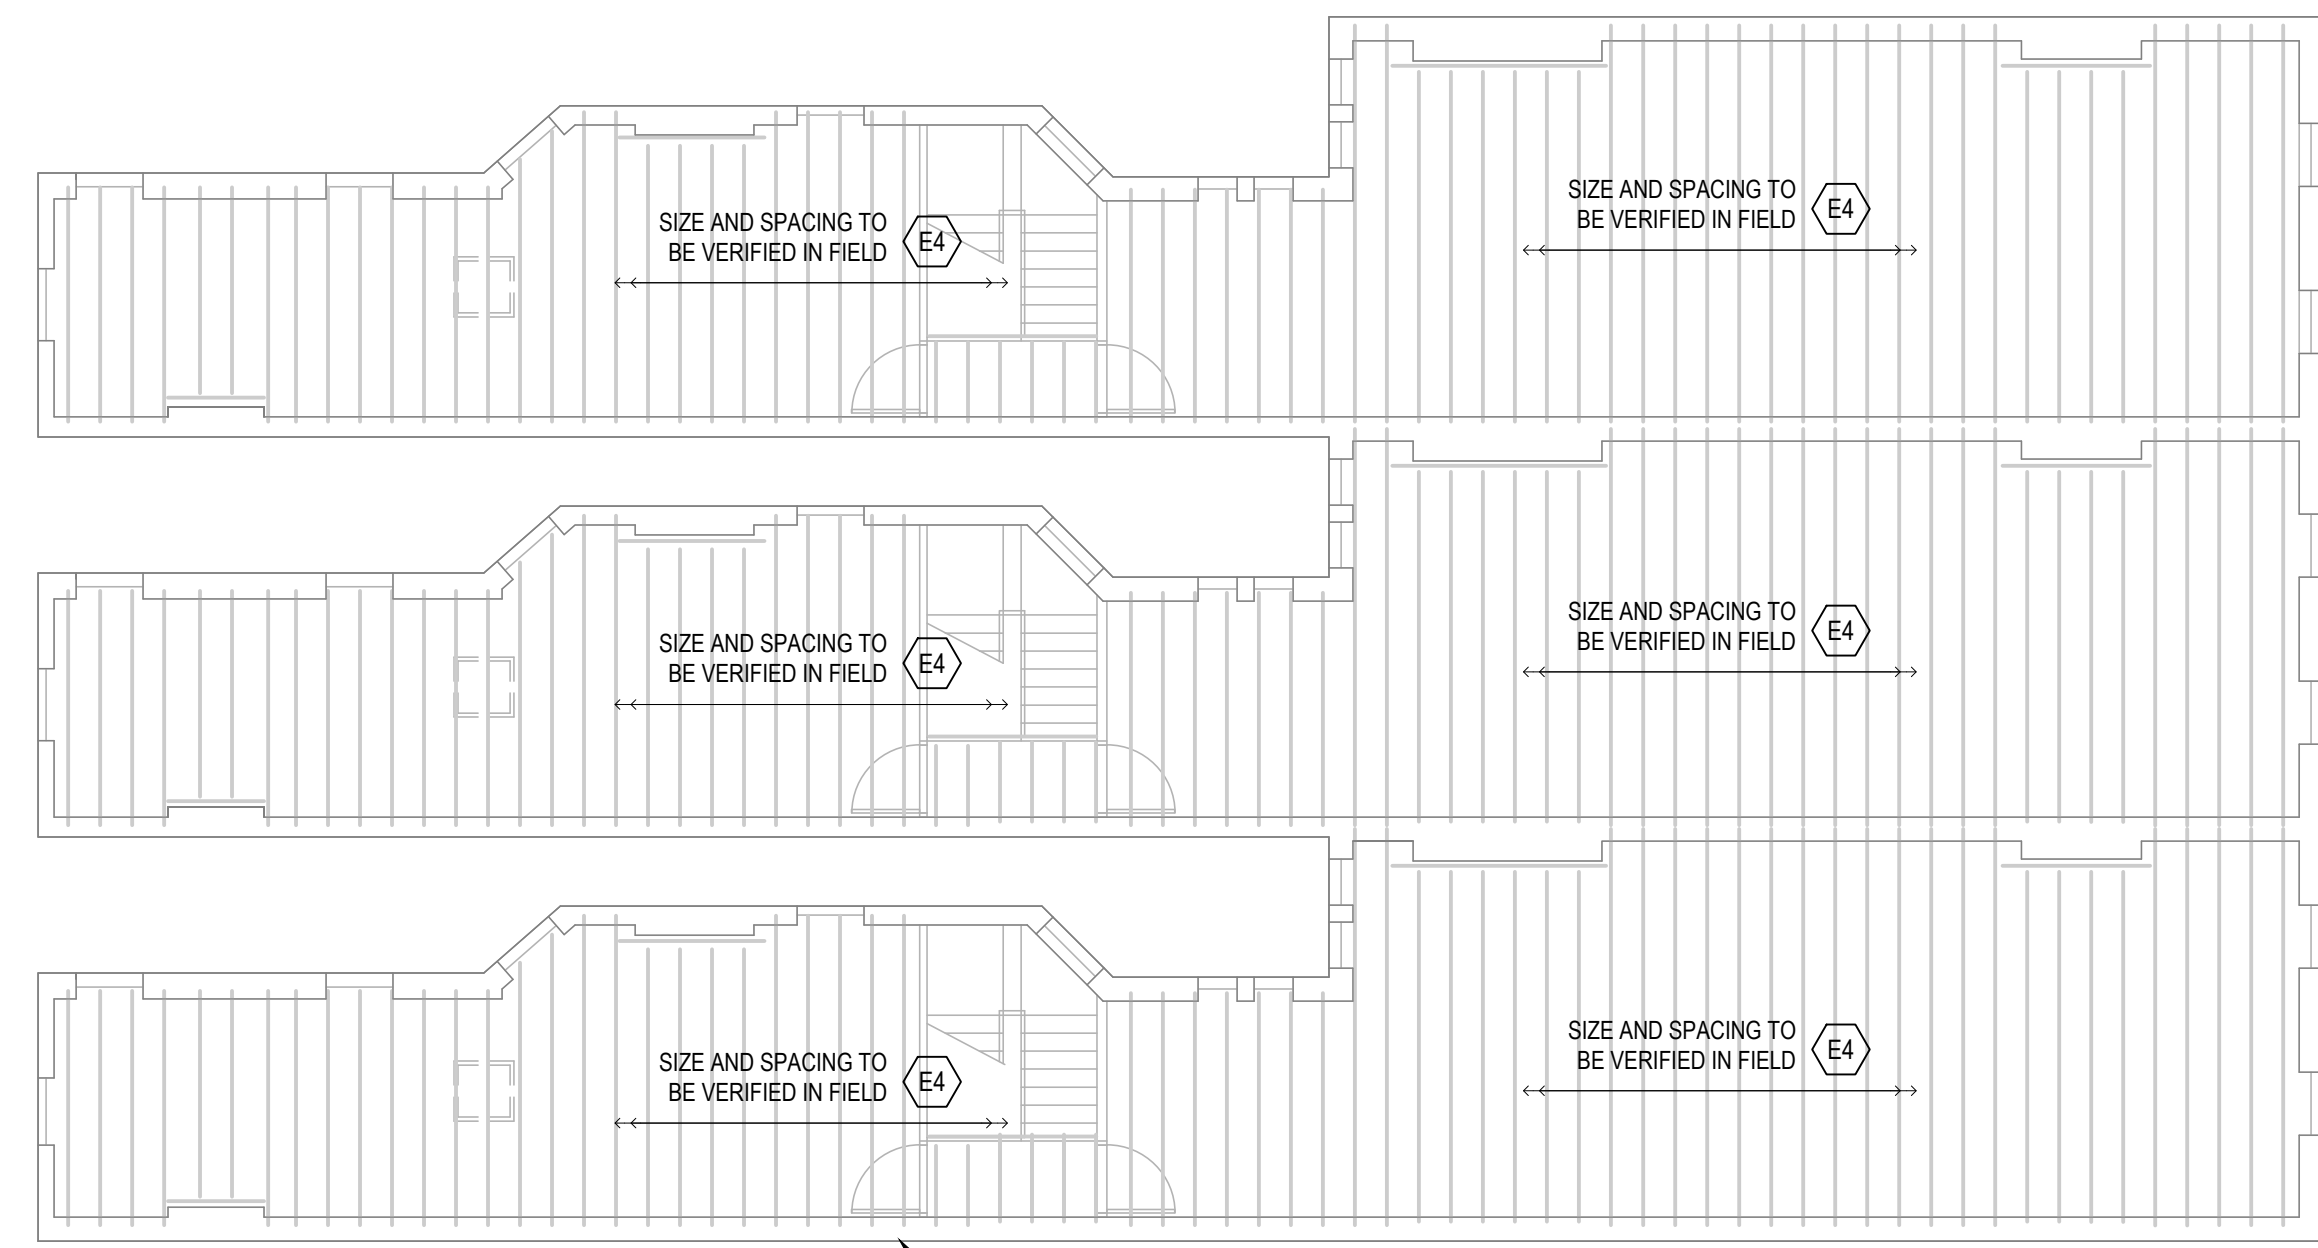 SIZE AND SPACING TO
BE VERIFIED IN FIELD
E4
SIZE AND SPACING TO
BE VERIFIED IN FIELD
E4
SIZE AND SPACING TO
BE VERIFIED IN FIELD
E4
SIZE AND SPACING TO
BE VERIFIED IN FIELD
E4
SIZE AND SPACING TO
BE VERIFIED IN FIELD
E4
SIZE AND SPACING TO
BE VERIFIED IN FIELD
E4